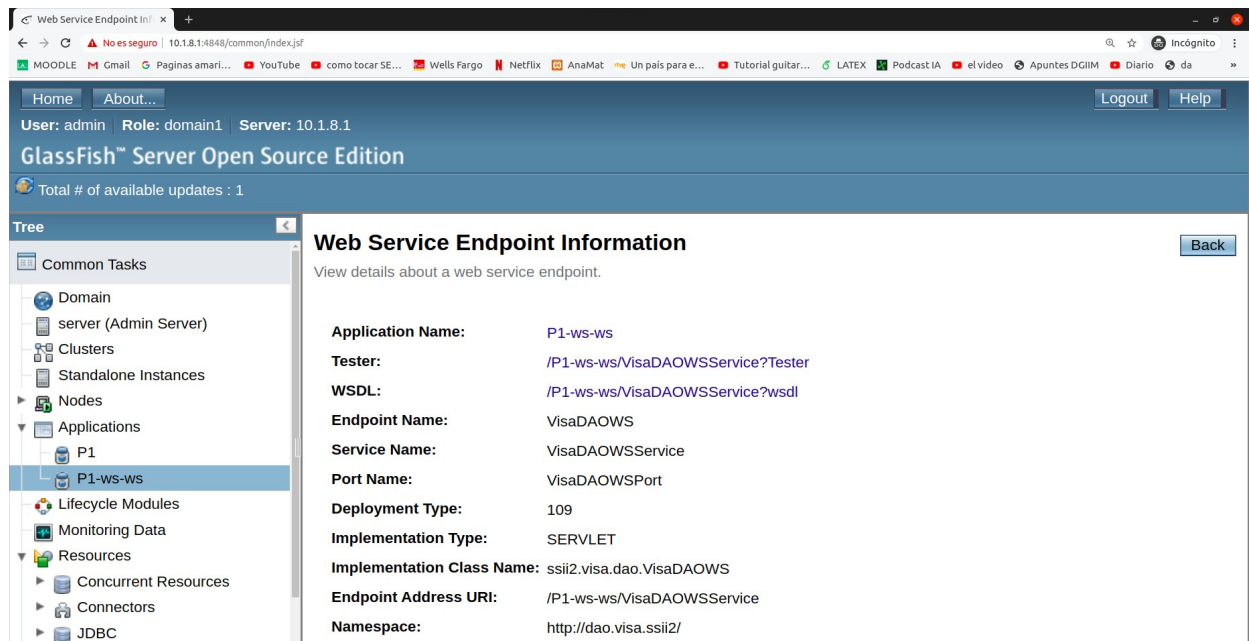 Web Service Endpoint Inf
No es seguro 10.1.8.1:4848/common/index.jsf Incógnito
MOODLE Gmail Paginas amari... YouTube como tocar SE... Wells Fargo Netflix AnaMat Un país para e... Tutorial guitar... LATEX Podcast IA el video Apuntes DGIIM Diario da »
Home About... Logout Help
User: admin Role: domain1 Server: 10.1.8.1
GlassFish™ Server Open Source Edition
Total # of available updates : 1
Tree
Common Tasks
Domain
server (Admin Server)
Clusters
Standalone Instances
Nodes
Applications
P1
P1-ws-ws
Lifecycle Modules
Monitoring Data
Resources
Concurrent Resources
Connectors
JDBC
Web Service Endpoint Information
Back
View details about a web service endpoint.
Application Name: P1-ws-ws
Tester: /P1-ws-ws/VisaDAOWSService?Tester
WSDL: /P1-ws-ws/VisaDAOWSService?wsdl
Endpoint Name: VisaDAOWS
Service Name: VisaDAOWSService
Port Name: VisaDAOWSPort
Deployment Type: 109
Implementation Type: SERVLET
Implementation Class Name: ssii2.visa.dao.VisaDAOWS
Endpoint Address URI: /P1-ws-ws/VisaDAOWSService
Namespace: http://dao.visa.ssii2/